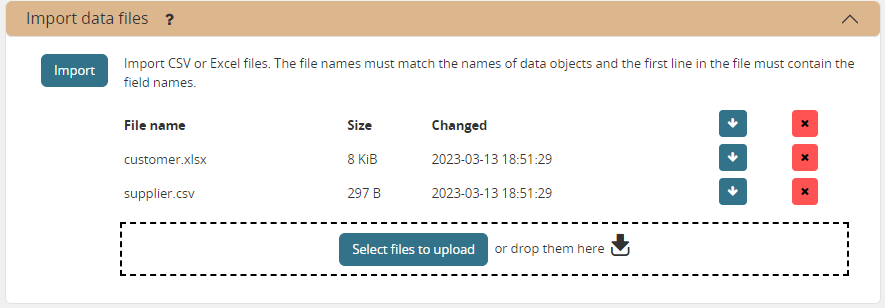 Import data files ?
Import
Import CSV or Excel files. The file names must match the names of data objects and the first line in the file must contain the
field names.
File name Size Changed
customer.xlsx 8 KiB 2023-03-13 18:51:29
supplier.csv 297 B 2023-03-13 18:51:29
Select files to upload or drop them here